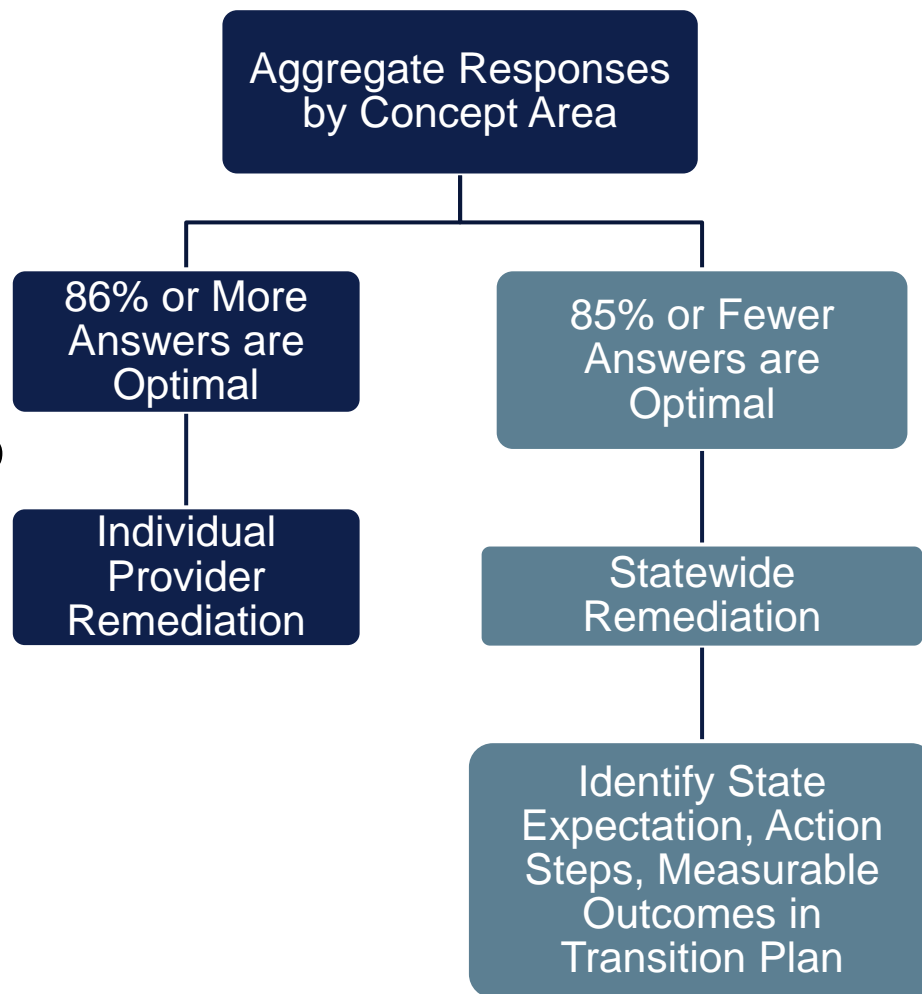 Aggregate Responses
by Concept Area
86% or More
Answers are
Optimal
85% or Fewer
Answers are
Optimal
)
Individual
Provider
Remediation
Statewide
Remediation
Identify State
Expectation, Action
Steps, Measurable
Outcomes in
Transition Plan